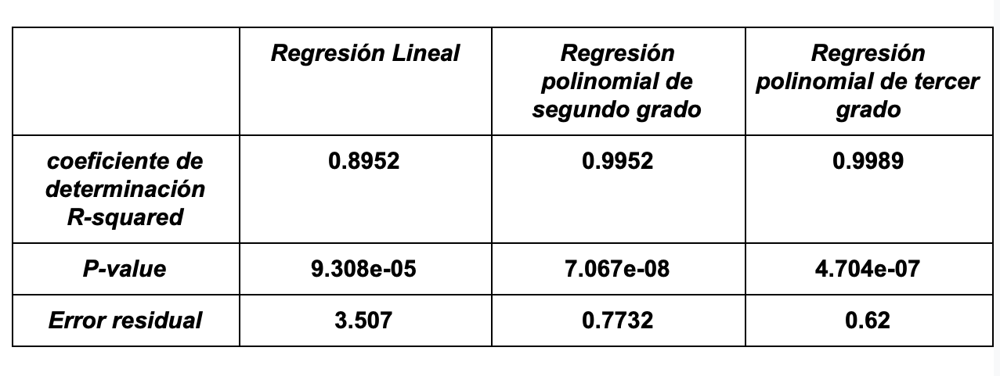 Regresión Lineal
Regresión
polinomial de
segundo grado
Regresión
polinomial de tercer
grado
coeficiente de
determinación
R-squared
0.8952
0.9952
0.9989
P-value
9.308e-05
7.067e-08
4.704e-07
Error residual
3.507
0.7732
0.62